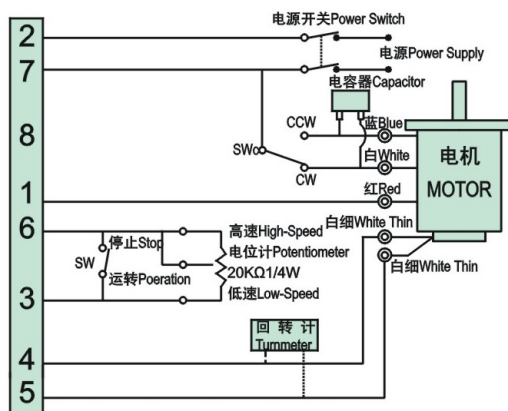 2
电源开关Power Switch
7
电源Power Supply
电容器Capacitor
8
CCW
蓝Blue
SWc
白White
电机
MOTOR
CW
1
红Red
6
高速High-Speed
白细White Thin
停止Stop
电位计Potentiometer
SW
20KΩ1/4W
白细White Thin
运转Poeration
3
低速Low-Speed
回转计
Turnmeter
4
5